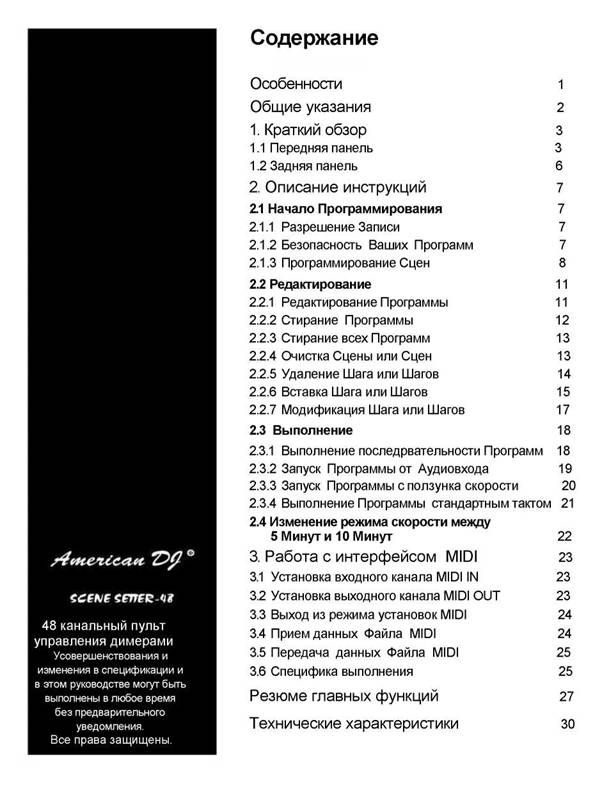 Содержание
Особенности 1
Общие указания 2
1. Краткий обзор 3
1.1 Передняя панель 3
1.2 Задняя панель 6
2. Описание инструкций 7
2.1 Начало Программирования 7
2.1.1 Разрешение Записи 7
2.1.2 Безопасность Ваших Программ 7
2.1.3 Программирование Сцен 8
2.2 Редактирование 11
2.2.1 Редактирование Программы 11
2.2.2 Стирание Программы 12
2.2.3 Стирание всех Программ 13
2.2.4 Очистка Сцены или Сцен 13
2.2.5 Удаление Шага или Шагов 14
2.2.6 Вставка Шага или Шагов 15
2.2.7 Модификация Шага или Шагов 17
2.3 Выполнение 18
2.3.1 Выполнение последрвательности Программ 18
2.3.2 Запуск Программы от Аудиовхода 19
2.3.3 Запуск Программы с ползунка скорости 20
2.3.4 Выполнение Программы стандартным тактом 21
2.4 Изменение режима скорости между
5 Минут и 10 Минут 22
3. Работа с интерфейсом MIDI 23
3.1 Установка входного канала MIDI IN 23
3.2 Установка выходного канала MIDI OUT 23
3.3 Выход из режима установок MIDI 24
3.4 Прием данных Файла MIDI 24
3.5 Передача данных Файла MIDI 25
3.6 Специфика выполнения 25
Резюме главных функций 27
Технические характеристики 30
American DJ ®
SCENE SETTER-48
48 канальный пульт
управления димерами
Усовершенствования и
изменения в спецификации и
в этом руководстве могут быть
выполнены в любое время
без предварительного
уведомления.
Все права защищены.